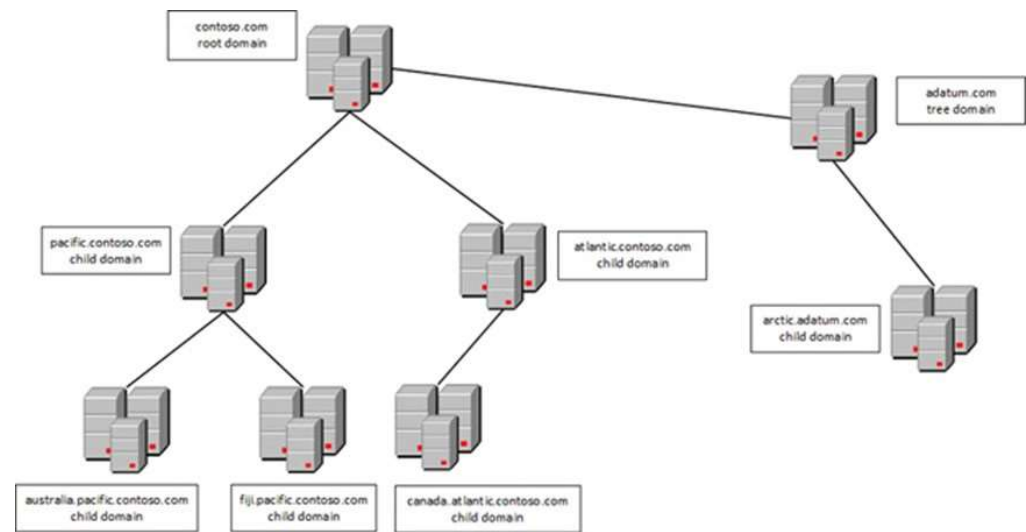 contoso.com
root domain
adatum.com
tree domain
pacific.contoso.com
child domain
atlantic.contoso.com
child domain
arctic.adatum.com
child domain
australia.pacific.contoso.com
child domain
fiji.pacific.contoso.com
child domain
canada.atlantic.contoso.com
child domain